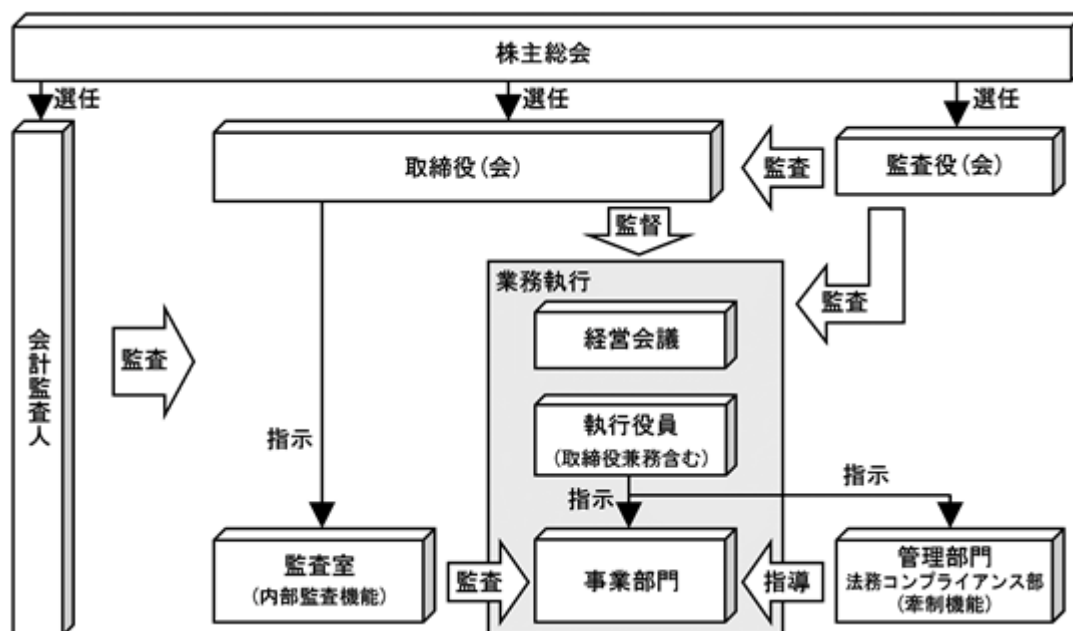 株主総会
選任
選任
選任
会計監査人
取締役(会)
監査
監査役(会)
監督
業務執行
監査
経営会議
監査
執行役員
(取締役兼務含む)
指示
指示
指示
監査室
(内部監査機能)
監査
事業部門
指導
管理部門
法務コンプライアンス部
(牽制機能)